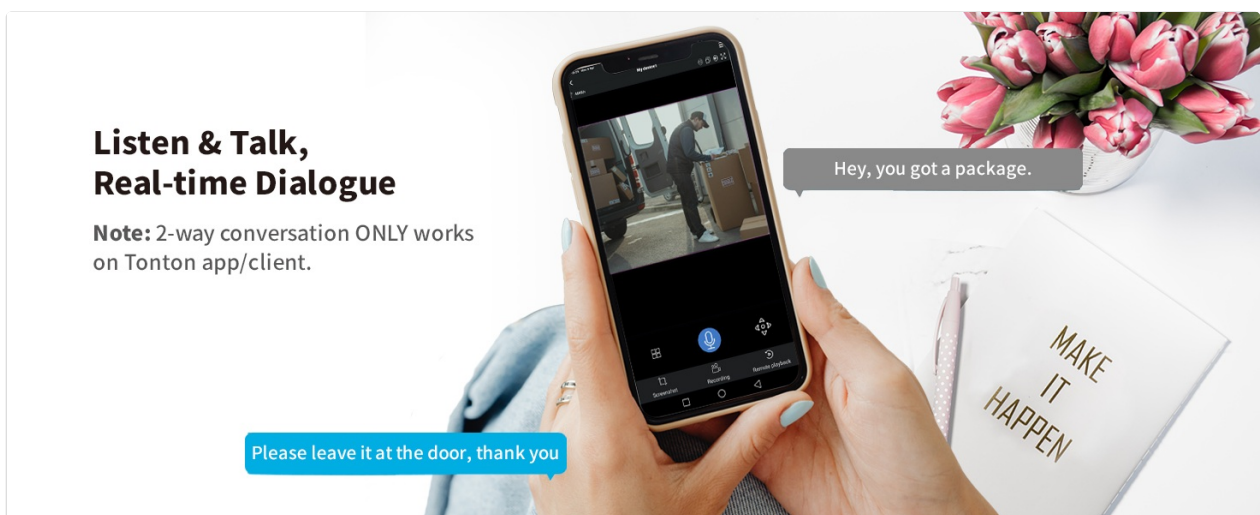 Listen & Talk,
Real-time Dialogue
Note: 2-way conversation ONLY works
on Tonton app/client.
Hey, you got a package.
Please leave it at the door, thank you
Screenshot
Recording
Remote playback
MAKE
IT
HAPPEN